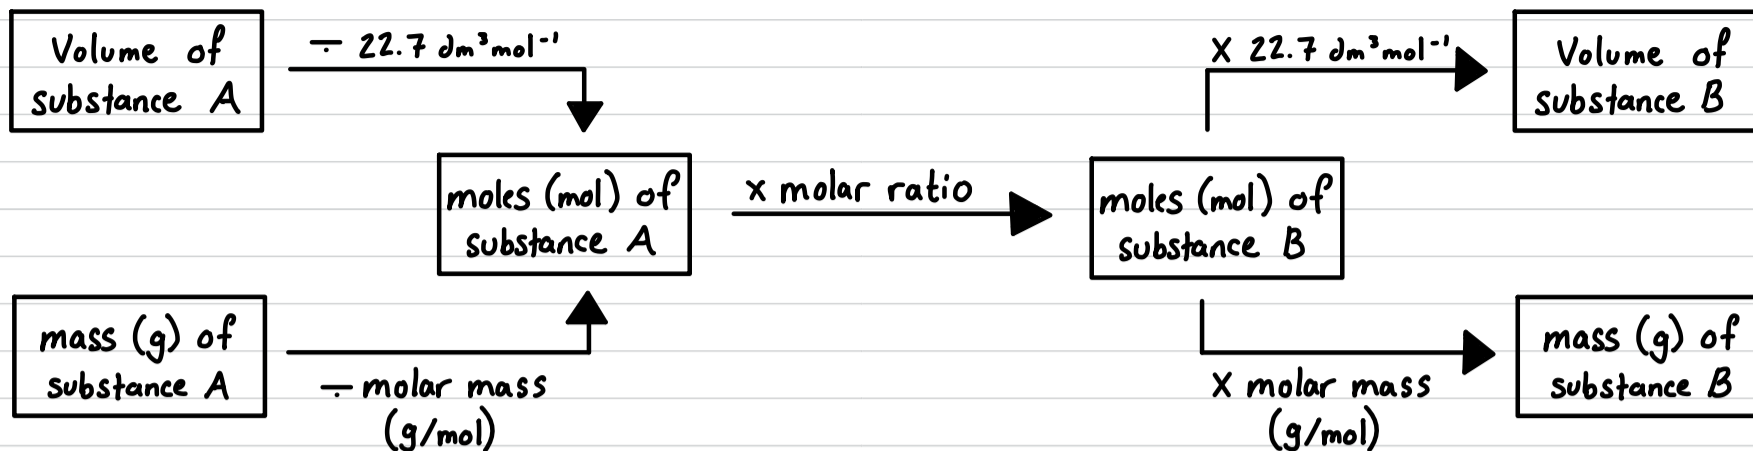 Volume of
substance A
÷ 22.7 dm³mol⁻¹
x 22.7 dm³mol⁻¹
Volume of
substance B
moles (mol) of
substance A
x molar ratio
moles (mol) of
substance B
mass (g) of
substance A
÷ molar mass
(g/mol)
x molar mass
(g/mol)
mass (g) of
substance B